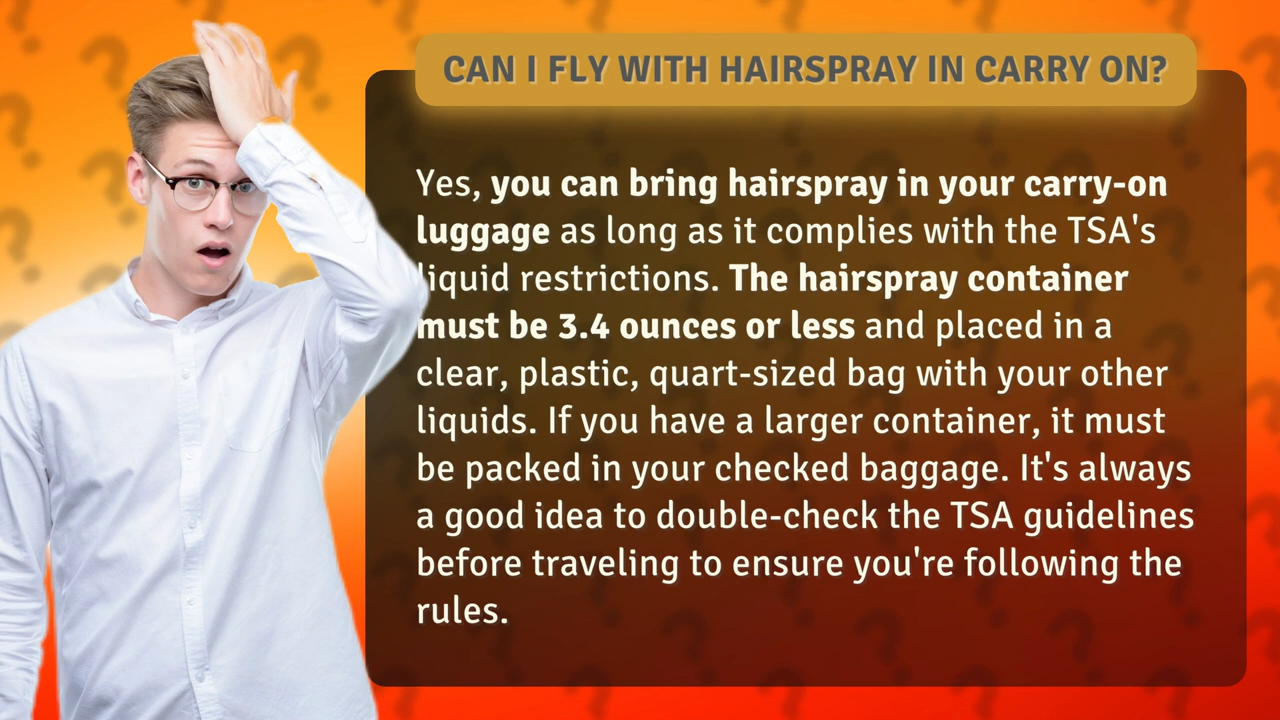 CAN I FLY WITH HAIRSPRAY IN CARRY ON?
Yes, you can bring hairspray in your carry-on
luggage as long as it complies with the TSA's
liquid restrictions. The hairspray container
must be 3.4 ounces or less and placed in a
clear, plastic, quart-sized bag with your other
liquids. If you have a larger container, it must
be packed in your checked baggage. It's always
a good idea to double-check the TSA guidelines
before traveling to ensure you're following the
rules.